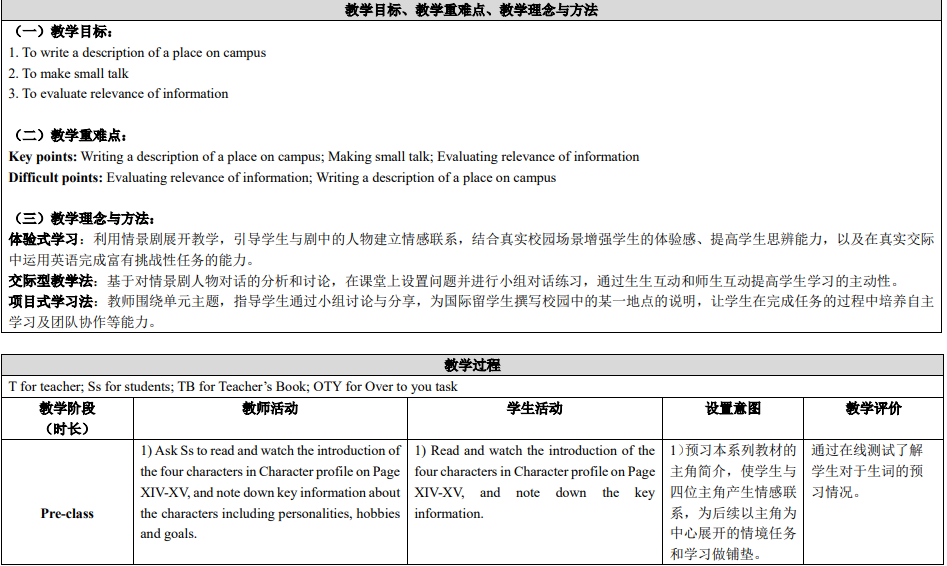 教学目标、教学重难点、教学理念与方法
（一）教学目标：
1. To write a description of a place on campus
2. To make small talk
3. To evaluate relevance of information
（二）教学重难点：
Key points: Writing a description of a place on campus; Making small talk; Evaluating relevance of information
Difficult points: Evaluating relevance of information; Writing a description of a place on campus
（三）教学理念与方法：
体验式学习：利用情景剧展开教学，引导学生与剧中的人物建立情感联系，结合真实校园场景增强学生的体验感、提高学生思辨能力，以及在真实交际
中运用英语完成富有挑战性任务的能力。
交际型教学法：基于对情景剧人物对话的分析和讨论，在课堂上设置问题并进行小组对话练习，通过生生互动和师生互动提高学生学习的主动性。
项目式学习法：教师围绕单元主题，指导学生通过小组讨论与分享，为国际留学生撰写校园中的某一地点的说明，让学生在完成任务的过程中培养自主
学习及团队协作等能力。
教学过程
T for teacher; Ss for students; TB for Teacher's Book; OTY for Over to you task
教学阶段
（时长）
教师活动
学生活动
设置意图
教学评价
Pre-class
1) Ask Ss to read and watch the introduction of
the four characters in Character profile on Page
XIV-XV, and note down key information about
the characters including personalities, hobbies
and goals.
1) Read and watch the introduction of the
four characters in Character profile on Page
XIV-XV, and note down the key
information.
1）预习本系列教材的
主角简介，使学生与
四位主角产生情感联
系，为后续以主角为
中心展开的情境任务
和学习做铺垫。
通过在线测试了解
学生对于生词的预
习情况。